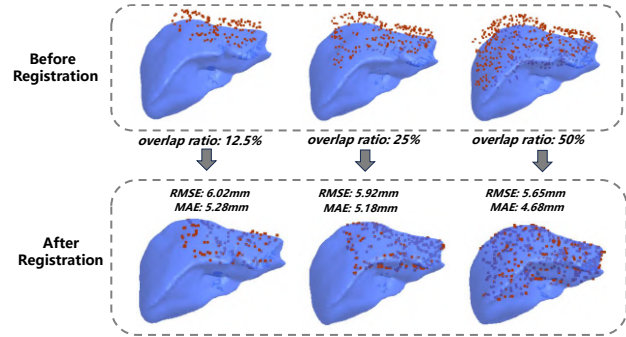 Before
Registration
overlap ratio: 12.5%
overlap ratio: 25%
overlap ratio: 50%
RMSE: 6.02mm
MAE: 5.28mm
RMSE: 5.92mm
MAE: 5.18mm
RMSE: 5.65mm
MAE: 4.68mm
After
Registration